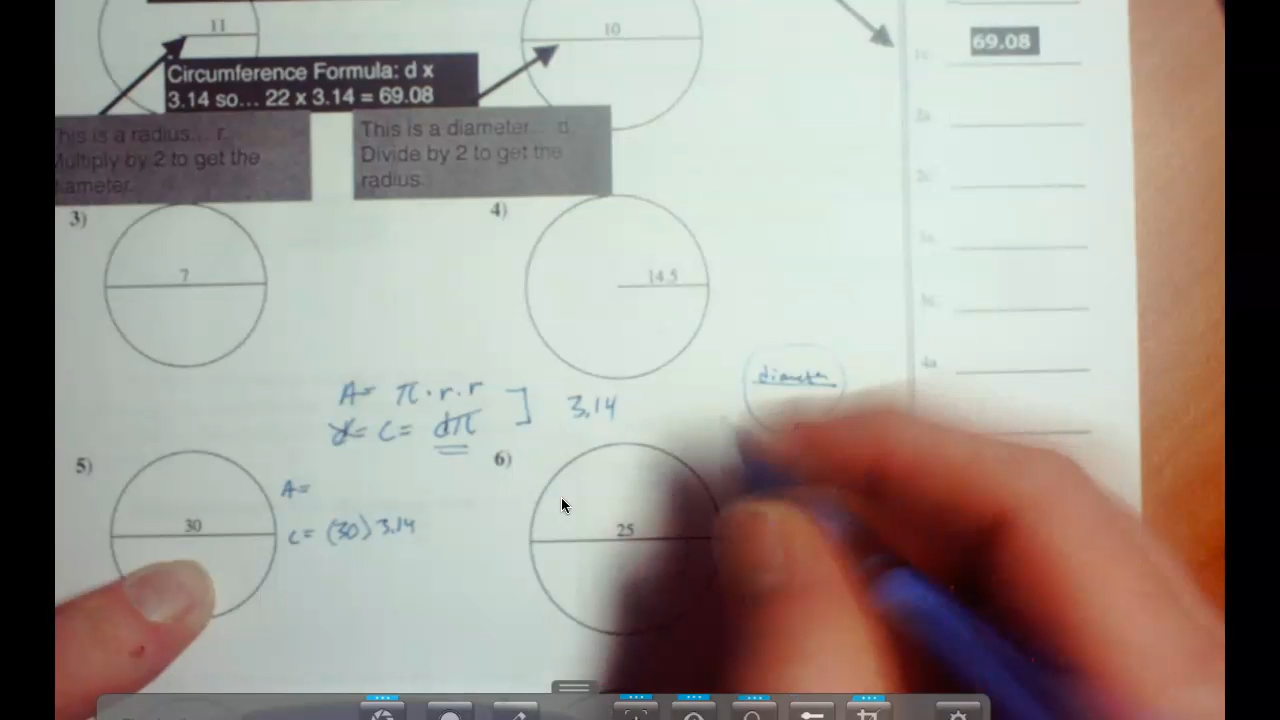 11
10
69.08
Circumference Formula: d x
3.14 so... 22 x 3.14 = 69.08
This is a radius... r.
Multiply by 2 to get the
diameter.
This is a diameter... d.
Divide by 2 to get the
radius.
3)
7
4)
14.5
4a
A= π·r·r
C= dπ
3.14
diameter
5)
30
A=
C= (30) 3.14
6)
25